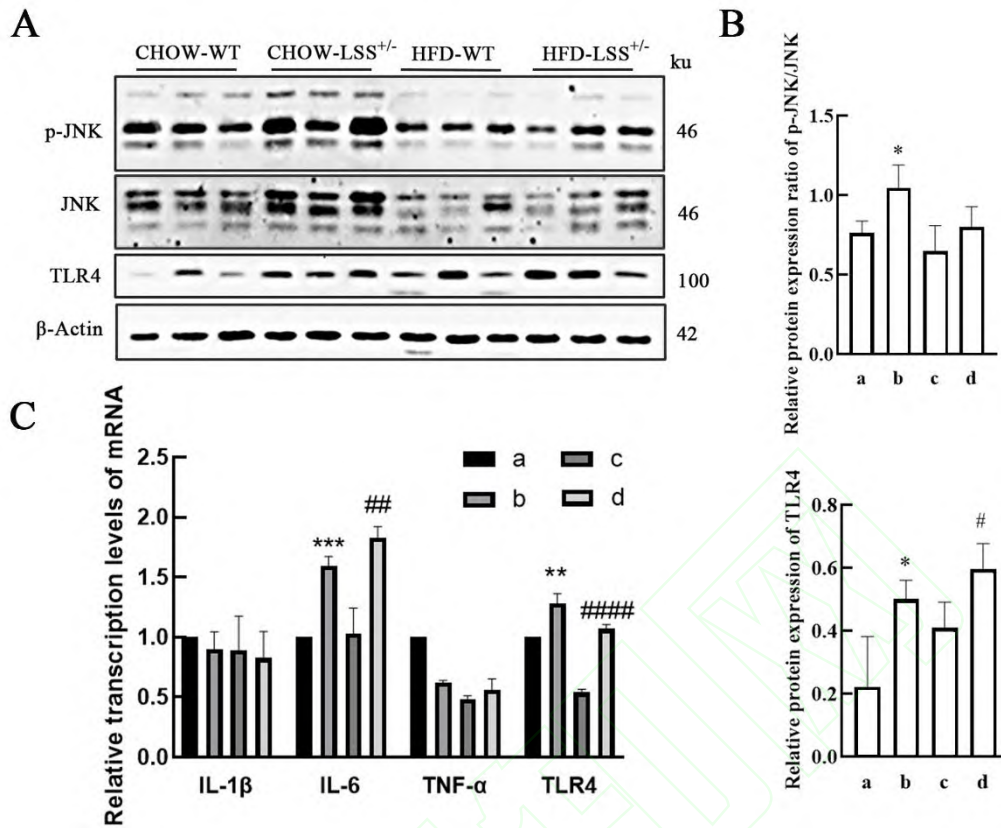 A
CHOW-WT CHOW-LSS+/- HFD-WT HFD-LSS+/- ku
p-JNK 46
JNK 46
TLR4 100
β-Actin 42
B
Relative protein expression ratio of p-JNK/JNK
1.5
1.0
0.5
0.0
*
a b c d
Relative protein expression of TLR4
0.8
0.6
0.4
0.2
0.0
* #
a b c d
C
Relative transcription levels of mRNA
2.5
2.0
1.5
1.0
0.5
0.0
a c
b d
*** ## ** ####
IL-1β IL-6 TNF-α TLR4